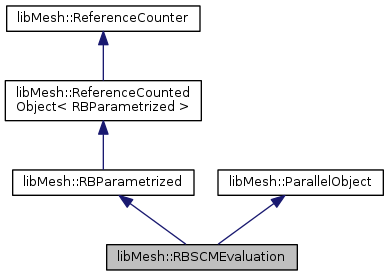 libMesh::ReferenceCounter
libMesh::ReferenceCounted
Object< RBParametrized >
libMesh::RBParametrized
libMesh::ParallelObject
libMesh::RBSCMEvaluation